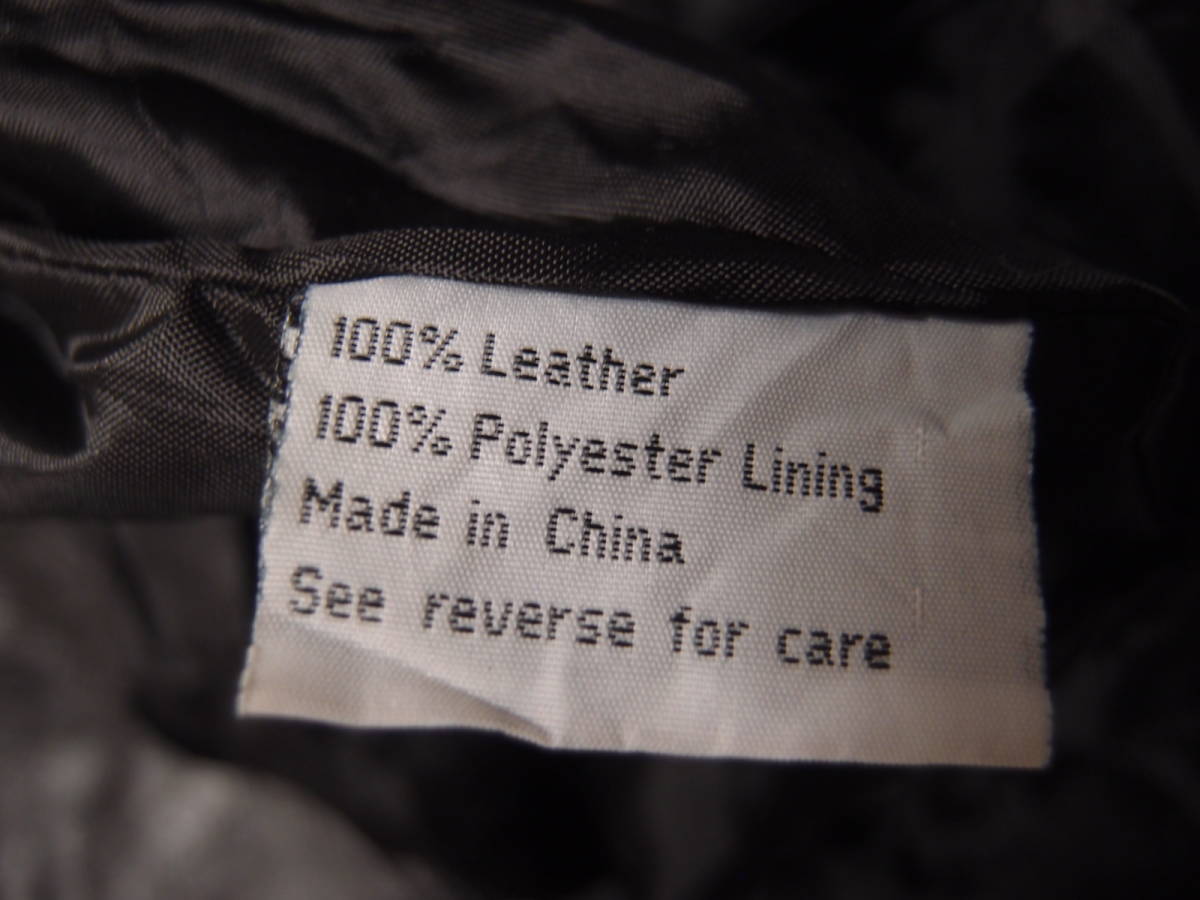 100% Leather
100% Polyester Lining
Made in China
See reverse for care